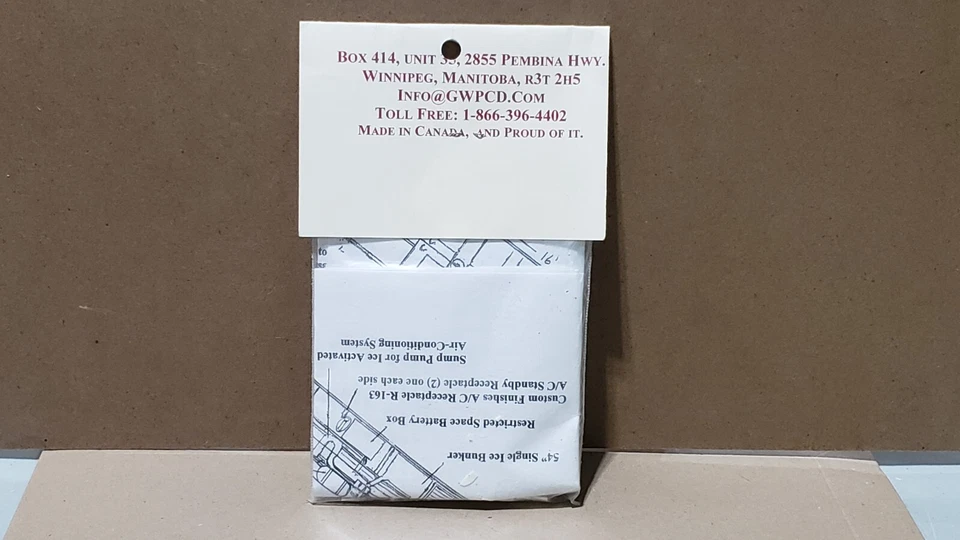 Box 414, unit 35, 2855 Pembina Hwy.
Winnipeg, Manitoba, r3t 2h5
Info@GWPCD.Com
Toll Free: 1-866-396-4402
Made in Canada, and Proud of it.
54" Single Ice Bunker
Restricted Space Battery Box
Custom Finishes A/C Receptacle R-163
A/C Standby Receptacle (2) one each side
Sump Pump for Ice Activated
Air-Conditioning System